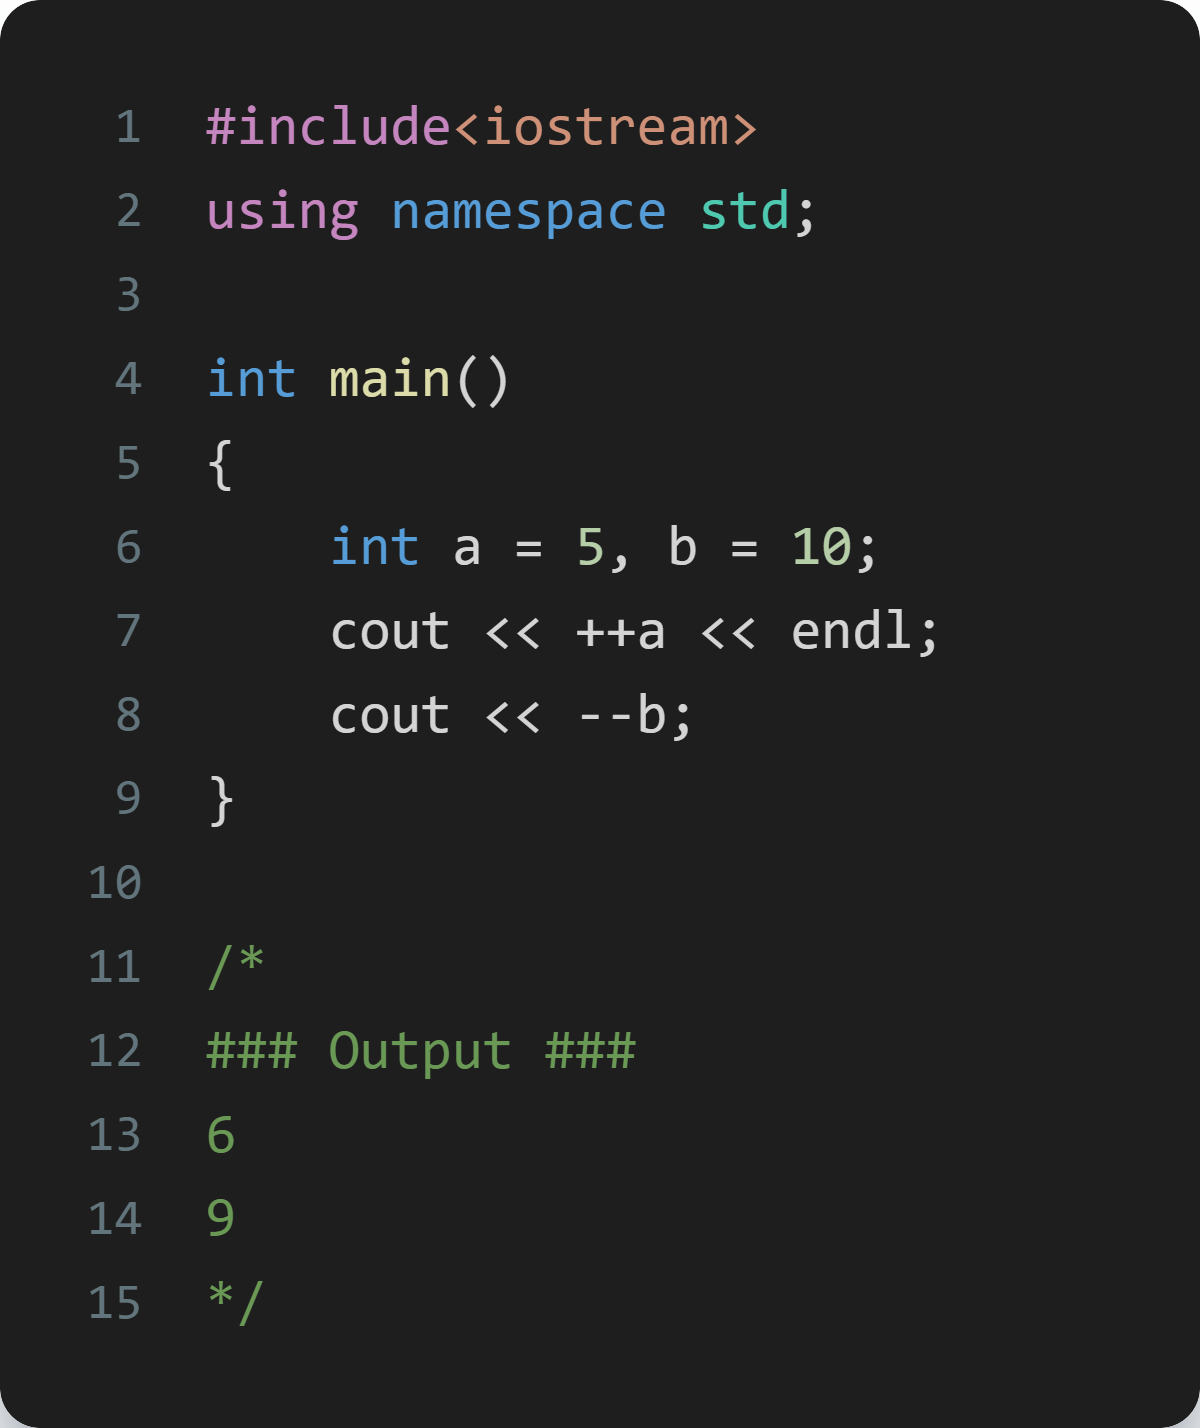 1 #include<iostream>
2 using namespace std;
3
4 int main()
5 {
6     int a = 5, b = 10;
7     cout << ++a << endl;
8     cout << --b;
9 }
10
11 /*
12 ### Output ###
13 6
14 9
15 */